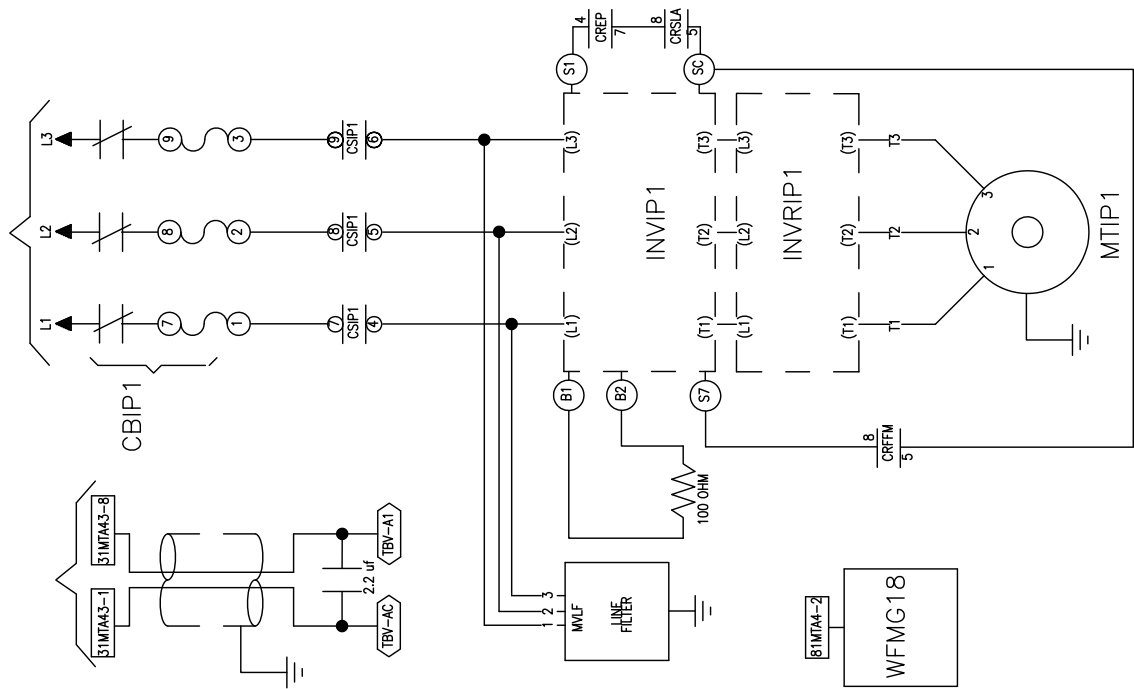 L1
L2
L3
CBIP1
7
8
9
1
2
3
7
CSIP1
4
8
CSIP1
5
9
CSIP1
6
31MTA43-1
31MTA43-8
2.2 uf
TBV-AC
TBV-A1
1
2
3
MVLF
LINE
FILTER
B1
B2
100 OHM
(L1)
(L2)
(L3)
INVIP1
(T1)
(T2)
(T3)
S1
SC
S7
4
CREP
7
8
CRSLA
5
(L1)
(L2)
(L3)
INVRIP1
(T1)
(T2)
(T3)
T1
T2
T3
1
2
3
MTIP1
8
CRFFM
5
81MTA4-2
WFMG18